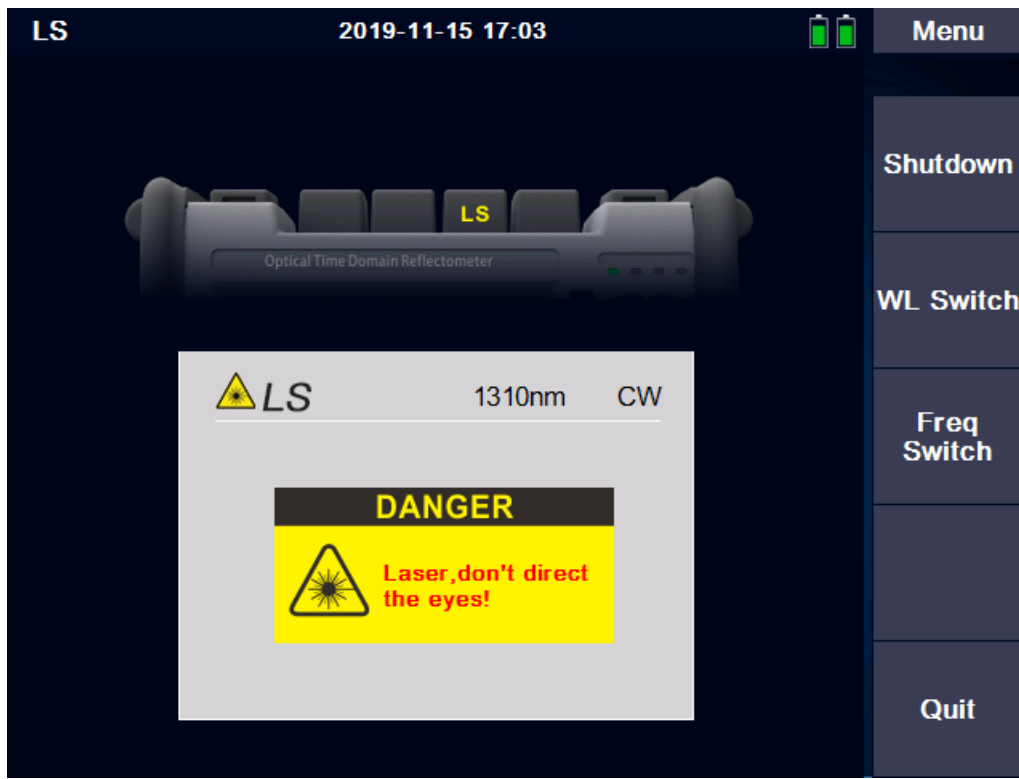 LS
2019-11-15 17:03
Menu
Shutdown
WL Switch
Freq
Switch
Quit
LS
Optical Time Domain Reflectometer
LS
1310nm
CW
DANGER
Laser,don't direct
the eyes!